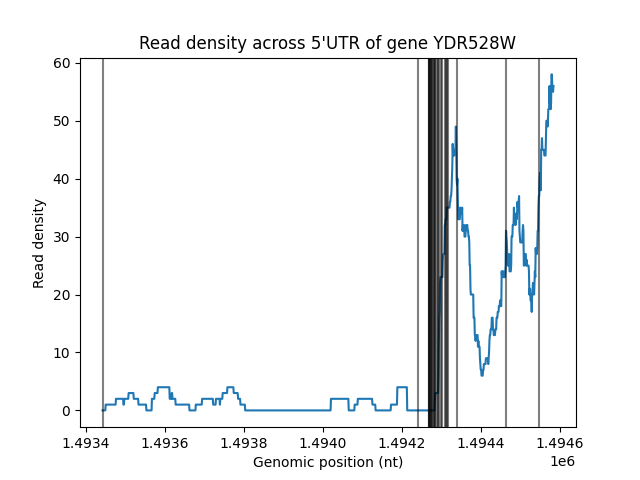 Read density across 5'UTR of gene YDR528W
60
50
40
30
20
10
0
Read density
1.4934 1.4936 1.4938 1.4940 1.4942 1.4944 1.4946
1e6
Genomic position (nt)